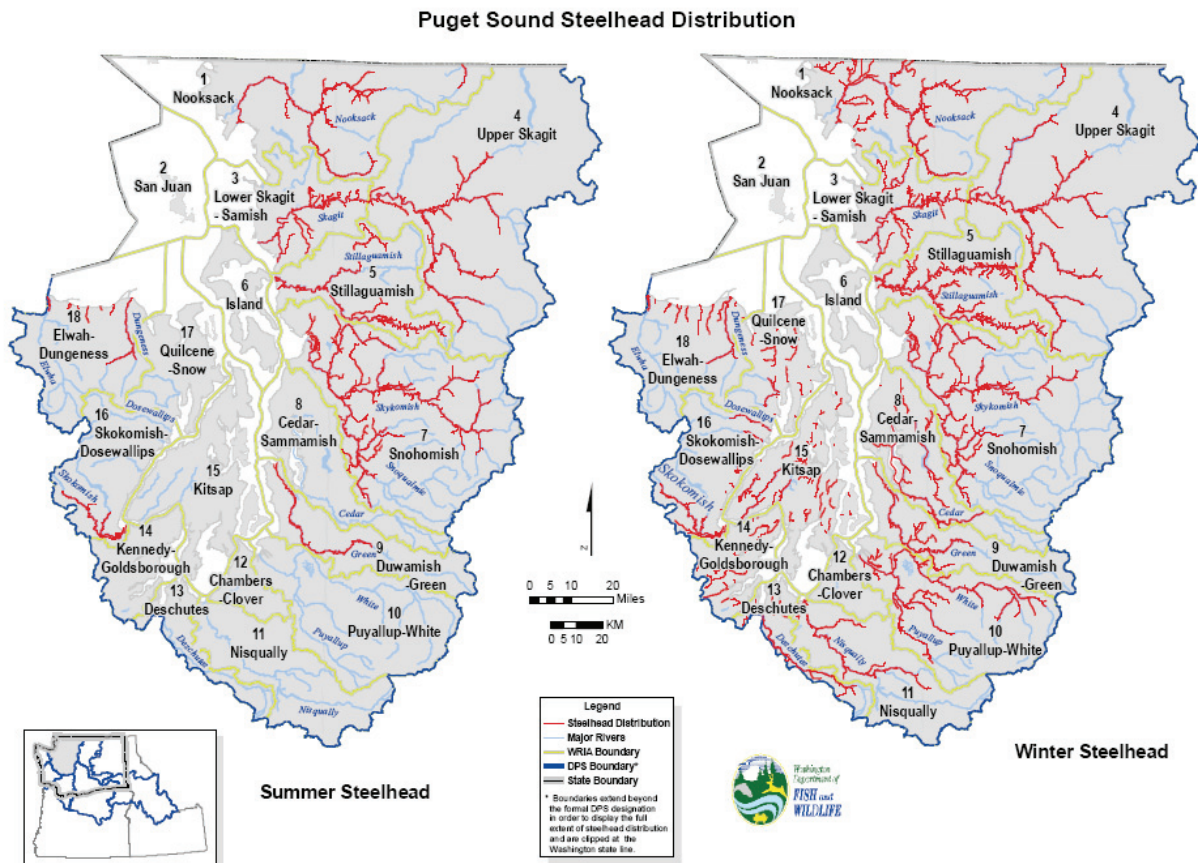 Puget Sound Steelhead Distribution
1
Nooksack
Nooksack
4
Upper Skagit
2
San Juan
3
Lower Skagit
- Samish
Skagit
Stillaguamish
5
Stillaguamish
6
Island
18
Elwah-
Dungeness
Dungeness
Elwha
17
Quilcene
-Snow
Dosewallips
16
Skokomish-
Dosewallips
8
Cedar-
Sammamish
Skykomish
7
Snohomish
Snoqualmie
15
Kitsap
Skokomish
Cedar
14
Kennedy-
Goldsborough
Green
9
Duwamish
-Green
12
Chambers
-Clover
13
Deschutes
White
10
Puyallup-White
Puyallup
11
Nisqually
Deschutes
Nisqually
Summer Steelhead
1
Nooksack
Nooksack
4
Upper Skagit
2
San Juan
3
Lower Skagit
- Samish
Skagit
5
Stillaguamish
Stillaguamish
6
Island
17
Quilcene
-Snow
18
Elwah-
Dungeness
Dungeness
Elwha
Dosewallips
16
Skokomish-
Dosewallips
8
Cedar-
Sammamish
Skykomish
7
Snohomish
Snoqualmie
15
Kitsap
Skokomish
Cedar
14
Kennedy-
Goldsborough
Green
9
Duwamish
-Green
12
Chambers
-Clover
13
Deschutes
White
10
Puyallup-White
Puyallup
Nisqually
Deschutes
11
Nisqually
Winter Steelhead
N
0 5 10 20
Miles
0 5 10 20
KM
Legend
Steelhead Distribution
Major Rivers
WRIA Boundary
DPS Boundary*
State Boundary
* Boundaries extend beyond
the formal DPS designation
in order to display the full
extent of steelhead distribution
and are clipped at the
Washington state line.
Washington
Department of
FISH and
WILDLIFE